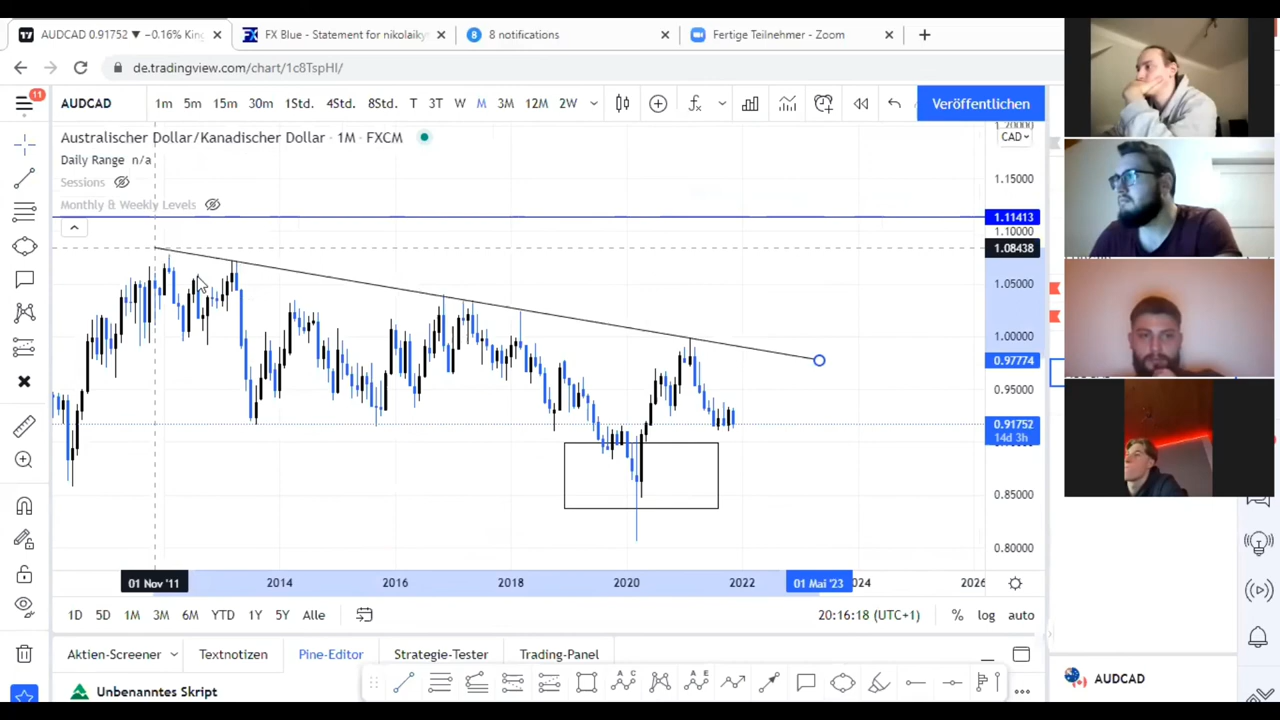 AUDCAD 0.91752 ▼ −0.16% King
FX Blue - Statement for nikolaiky
8 notifications
Fertige Teilnehmer - Zoom
de.tradingview.com/chart/1c8TspHI/
11
AUDCAD 1m 5m 15m 30m 1Std. 4Std. 8Std. T 3T W M 3M 12M 2W Veröffentlichen
Australischer Dollar/Kanadischer Dollar · 1M · FXCM
Daily Range n/a
Sessions
Monthly & Weekly Levels
1.20000
CAD
1.15000
1.11413
1.10000
1.08438
1.05000
1.00000
0.97774
0.95000
0.91752
14d 3h
0.85000
0.80000
01 Nov '11 2014 2016 2018 2020 2022 01 Mai '23 2024 2026
1D 5D 1M 3M 6M YTD 1Y 5Y Alle 20:16:18 (UTC+1) % log auto
Aktien-Screener Textnotizen Pine-Editor Strategie-Tester Trading-Panel
Unbenanntes Skript
AUDCAD